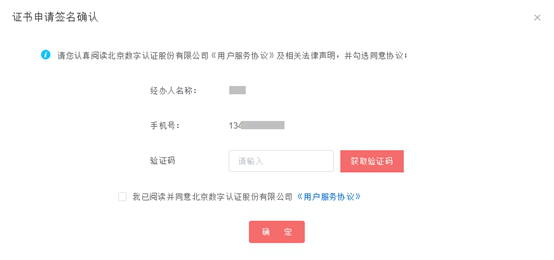 证书申请签名确认
请您认真阅读北京数字认证股份有限公司《用户服务协议》及相关法律声明，并勾选同意协议：
经办人名称：
手机号： 134
验证码 请输入 获取验证码
我已阅读并同意北京数字认证股份有限公司《用户服务协议》
确 定